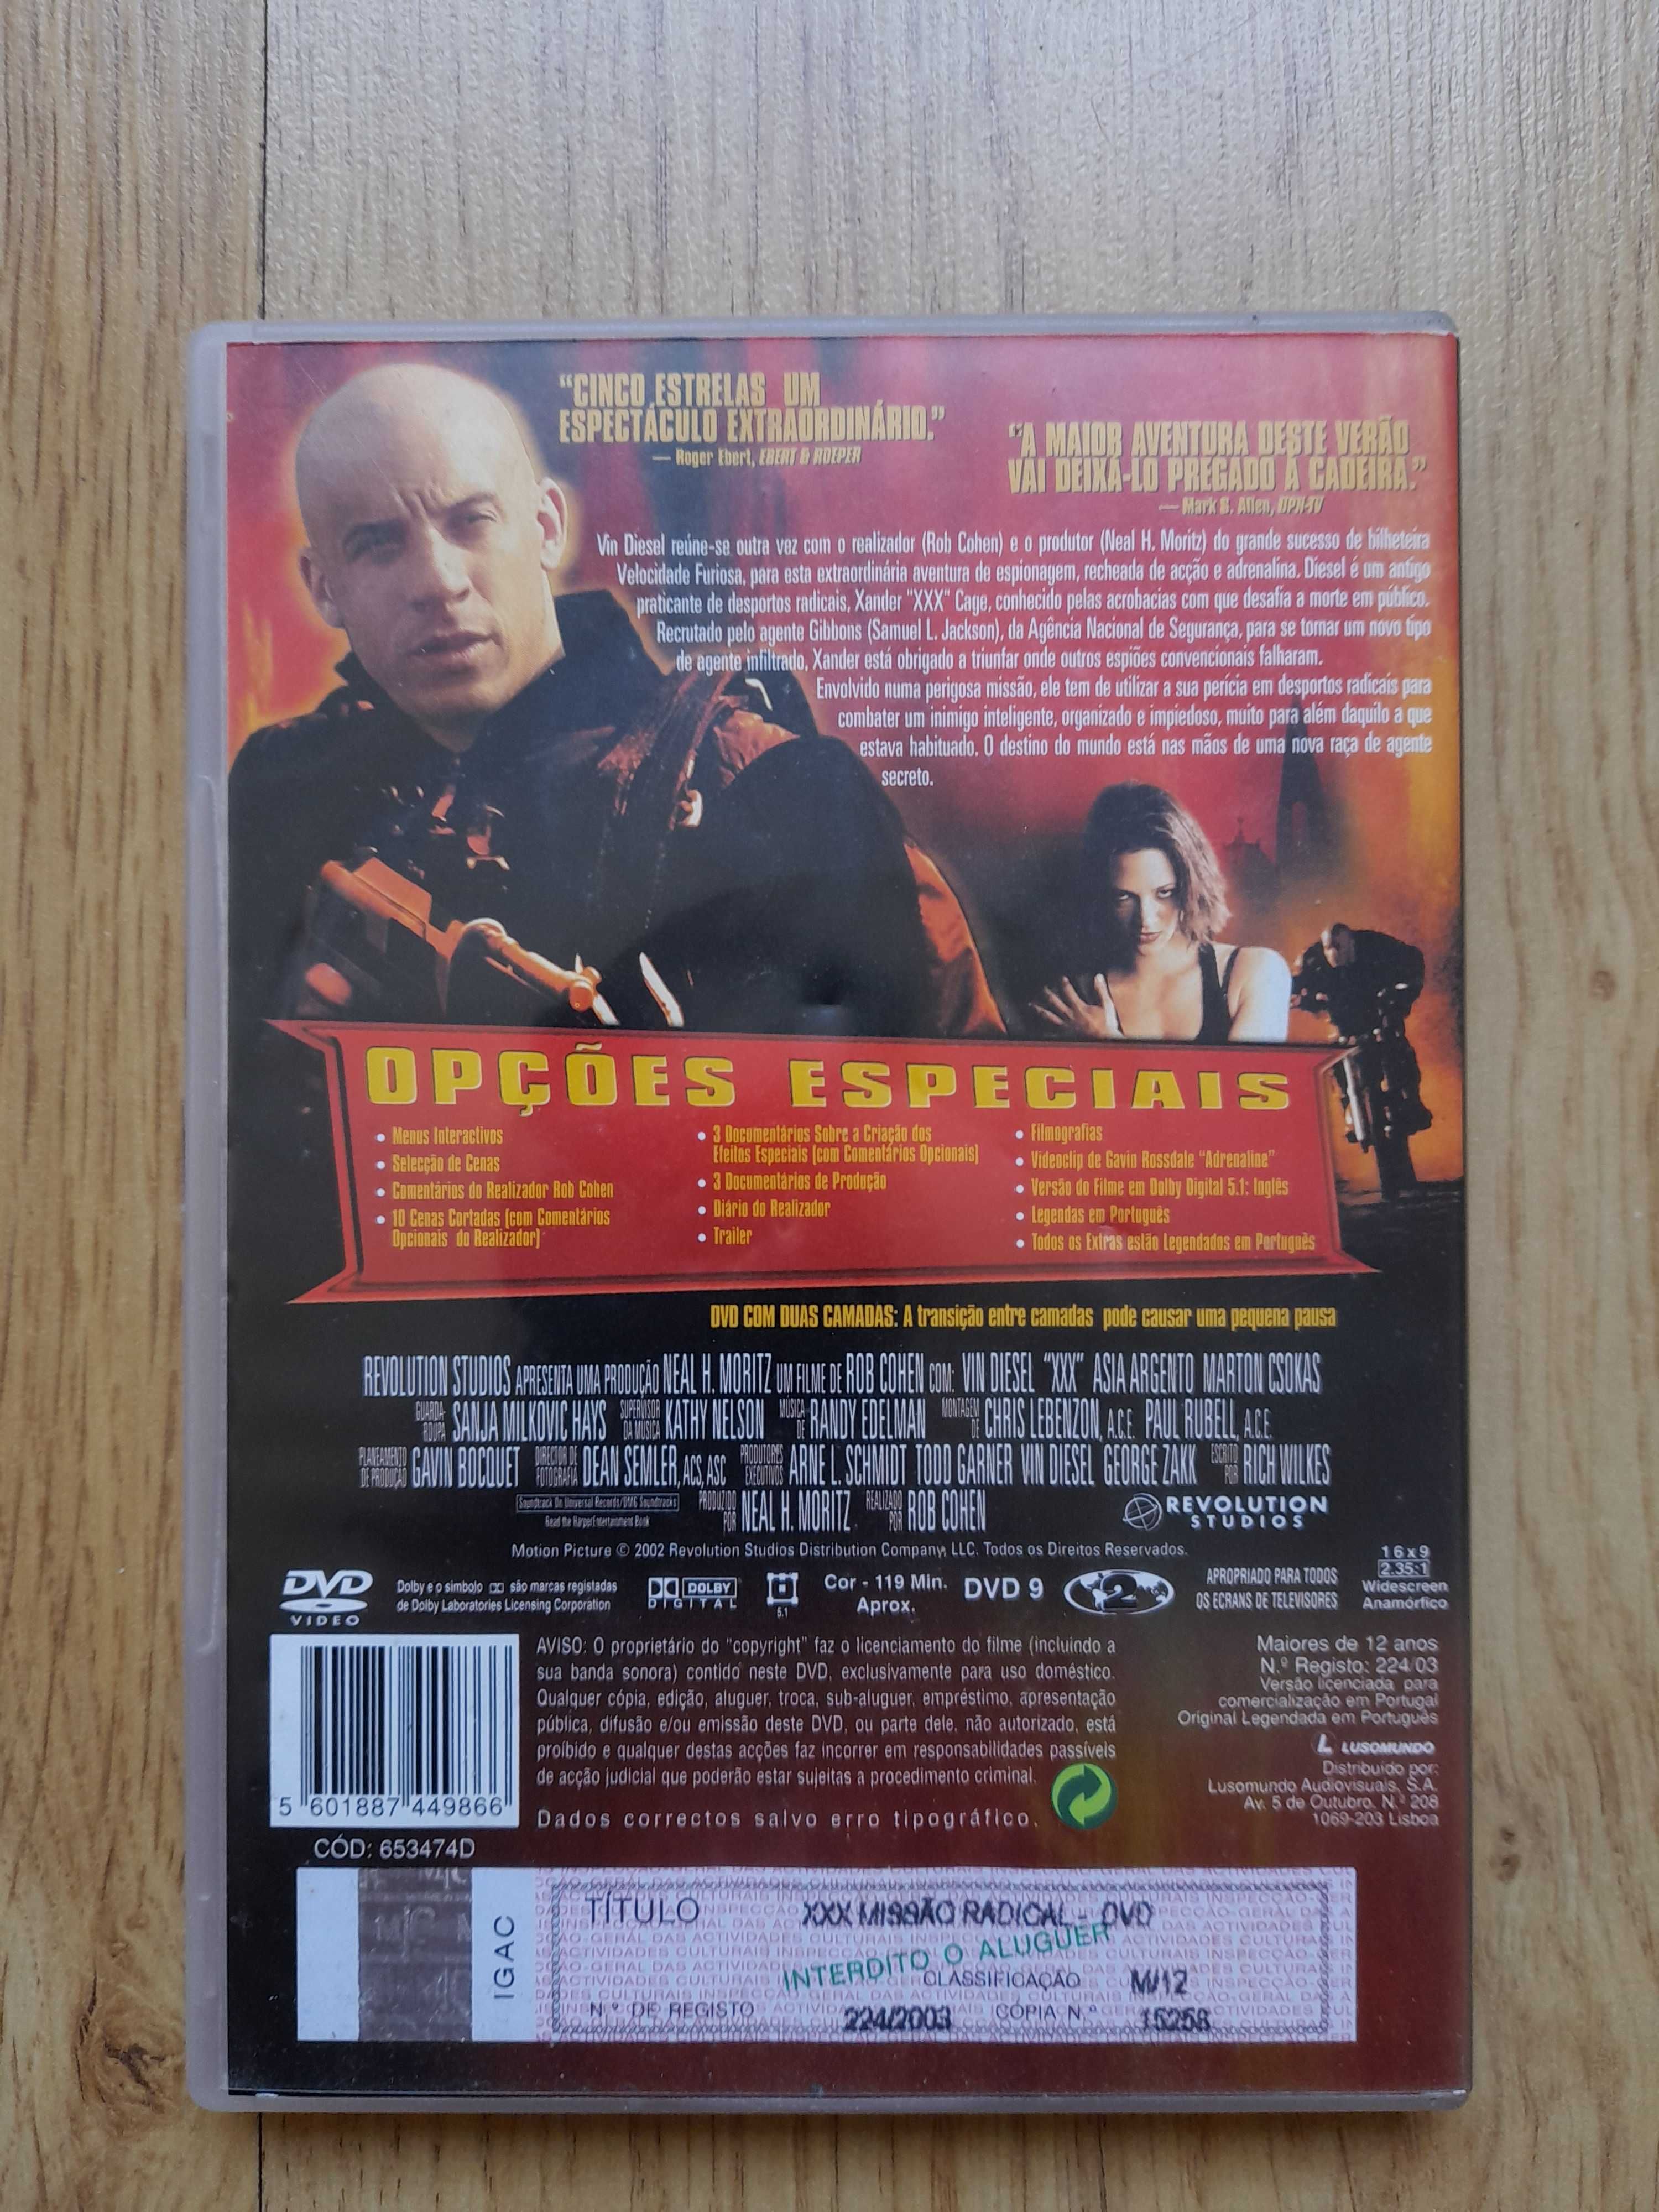 “CINCO ESTRELAS UM
ESPECTÁCULO EXTRAORDINÁRIO.”
— Roger Ebert, EBERT & ROEPER
“A MAIOR AVENTURA DESTE VERÃO
VAI DEIXÁ-LO PREGADO À CADEIRA.”
— Mark S. Allen, UPN-TV
Vin Diesel reúne-se outra vez com o realizador (Rob Cohen) e o produtor (Neal H. Moritz) do grande sucesso de bilheteira
Velocidade Furiosa, para esta extraordinária aventura de espionagem, recheada de acção e adrenalina. Diesel é um antigo
praticante de desportos radicais, Xander "XXX" Cage, conhecido pelas acrobacias com que desafia a morte em público.
Recrutado pelo agente Gibbons (Samuel L. Jackson), da Agência Nacional de Segurança, para se tornar um novo tipo
de agente infiltrado, Xander está obrigado a triunfar onde outros espiões convencionais falharam.
Envolvido numa perigosa missão, ele tem de utilizar a sua perícia em desportos radicais para
combater um inimigo inteligente, organizado e impiedoso, muito para além daquilo a que
estava habituado. O destino do mundo está nas mãos de uma nova raça de agente
secreto.
OPÇÕES ESPECIAIS
• Menus Interactivos
• Selecção de Cenas
• Comentários do Realizador Rob Cohen
• 10 Cenas Cortadas (com Comentários
Opcionais do Realizador)
• 3 Documentários Sobre a Criação dos
Efeitos Especiais (com Comentários Opcionais)
• 3 Documentários de Produção
• Diário do Realizador
• Trailer
• Filmografias
• Videoclip de Gavin Rossdale “Adrenaline”
• Versão do Filme em Dolby Digital 5.1: Inglês
• Legendas em Português
• Todos os Extras estão Legendados em Português
DVD COM DUAS CAMADAS: A transição entre camadas pode causar uma pequena pausa
REVOLUTION STUDIOS APRESENTA UMA PRODUÇÃO NEAL H. MORITZ UM FILME DE ROB COHEN COM: VIN DIESEL “XXX” ASIA ARGENTO MARTON CSOKAS
GUARDA-ROUPA SANJA MILKOVIC HAYS SUPERVISOR DA MÚSICA KATHY NELSON MÚSICA DE RANDY EDELMAN MONTAGEM DE CHRIS LEBENZON, A.C.E. PAUL RUBELL, A.C.E.
PLANEAMENTO DE PRODUÇÃO GAVIN BOCQUET DIRECTOR DE FOTOGRAFIA DEAN SEMLER, ACS, ASC PRODUTORES EXECUTIVOS ARNE L. SCHMIDT TODD GARNER VIN DIESEL GEORGE ZAKK ESCRITO POR RICH WILKES
Soundtrack On Universal Records/UMG Soundtracks
Read the HarperEntertainment Book
PRODUZIDO POR NEAL H. MORITZ REALIZADO POR ROB COHEN
REVOLUTION
STUDIOS
Motion Picture © 2002 Revolution Studios Distribution Company, LLC. Todos os Direitos Reservados.
DVD
VIDEO
Dolby e o símbolo são marcas registadas
de Dolby Laboratories Licensing Corporation
DOLBY
DIGITAL
5.1
Cor - 119 Min.
Aprox.
DVD 9
2
APROPRIADO PARA TODOS
OS ECRANS DE TELEVISORES
16x9
2.35:1
Widescreen
Anamórfico
AVISO: O proprietário do “copyright” faz o licenciamento do filme (incluindo a
sua banda sonora) contido neste DVD, exclusivamente para uso doméstico.
Qualquer cópia, edição, aluguer, troca, sub-aluguer, empréstimo, apresentação
pública, difusão e/ou emissão deste DVD, ou parte dele, não autorizado, está
proíbido e qualquer destas acções faz incorrer em responsabilidades passíveis
de acção judicial que poderão estar sujeitas a procedimento criminal.
Dados correctos salvo erro tipográfico.
Maiores de 12 anos
N.º Registo: 224/03
Versão licenciada para
comercialização em Portugal
Original Legendada em Português
L LUSOMUNDO
Distribuido por:
Lusomundo Audiovisuais, S.A.
Av. 5 de Outubro, N.º 208
1069-203 Lisboa
5 601887 449866
CÓD: 653474D
IGAC
TÍTULO XXX MISSÃO RADICAL - DVD
INTERDITO O ALUGUER
CLASSIFICAÇÃO M/12
N.º DE REGISTO 224/2003 CÓPIA N.º 15258